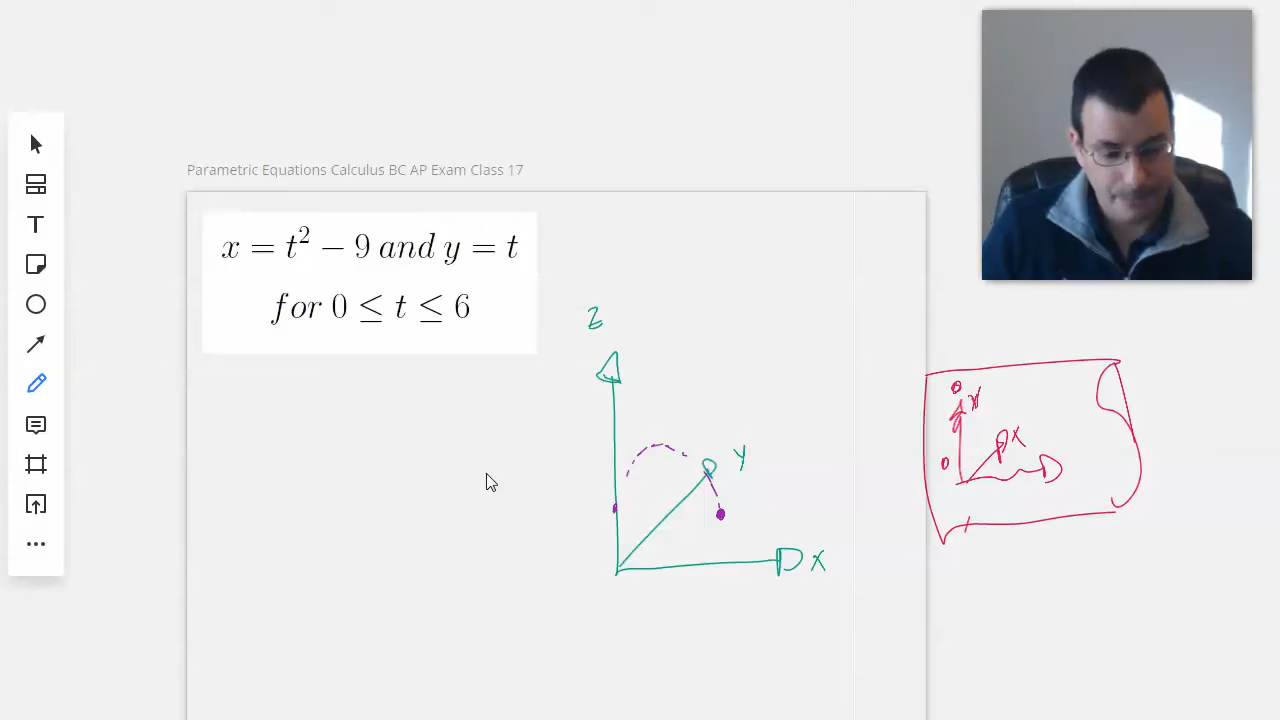 Parametric Equations Calculus BC AP Exam Class 17
x = t² − 9 and y = t
for 0 ≤ t ≤ 6
Z
Y
X
X